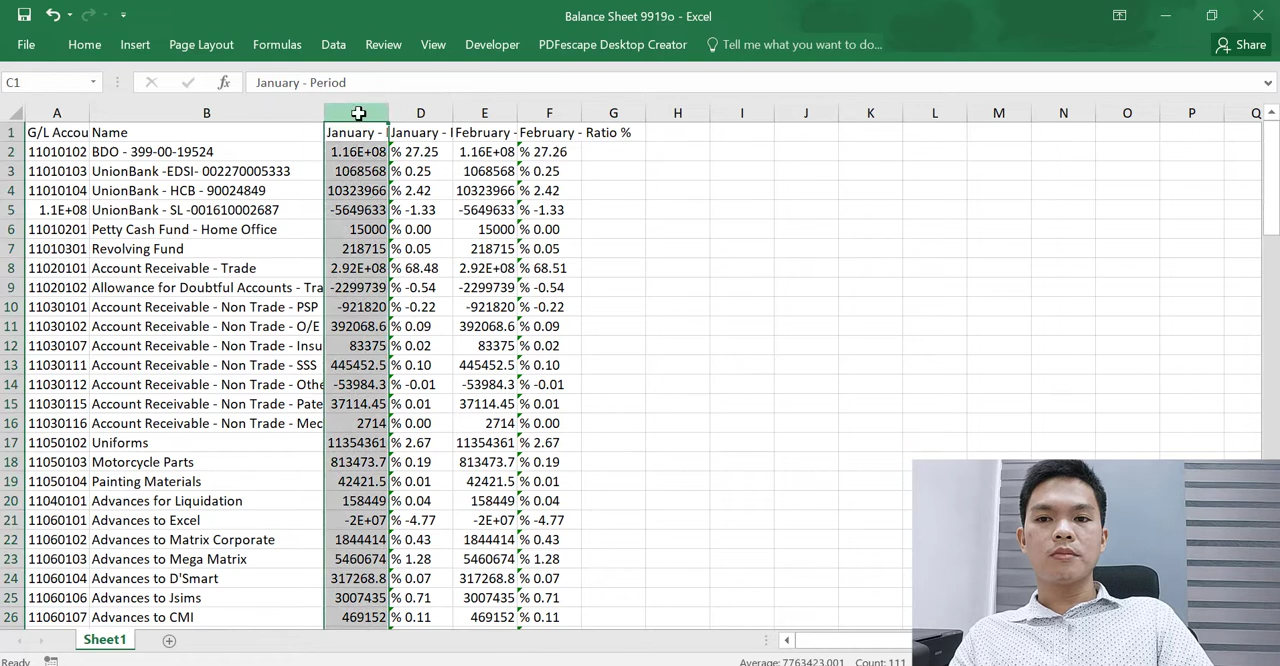 Balance Sheet 9919o - Excel
File Home Insert Page Layout Formulas Data Review View Developer PDFescape Desktop Creator Tell me what you want to do... Share
C1 fx January - Period
A B D E F G H I J K L M N O P Q
1 G/L Accou Name January - I January - I February - February - Ratio %
2 11010102 BDO - 399-00-19524 1.16E+08 % 27.25 1.16E+08 % 27.26
3 11010103 UnionBank -EDSI- 002270005333 1068568 % 0.25 1068568 % 0.25
4 11010104 UnionBank - HCB - 90024849 10323966 % 2.42 10323966 % 2.42
5 1.1E+08 UnionBank - SL -001610002687 -5649633 % -1.33 -5649633 % -1.33
6 11010201 Petty Cash Fund - Home Office 15000 % 0.00 15000 % 0.00
7 11010301 Revolving Fund 218715 % 0.05 218715 % 0.05
8 11020101 Account Receivable - Trade 2.92E+08 % 68.48 2.92E+08 % 68.51
9 11020102 Allowance for Doubtful Accounts - Tra -2299739 % -0.54 -2299739 % -0.54
10 11030101 Account Receivable - Non Trade - PSP -921820 % -0.22 -921820 % -0.22
11 11030102 Account Receivable - Non Trade - O/E 392068.6 % 0.09 392068.6 % 0.09
12 11030107 Account Receivable - Non Trade - Insu 83375 % 0.02 83375 % 0.02
13 11030111 Account Receivable - Non Trade - SSS 445452.5 % 0.10 445452.5 % 0.10
14 11030112 Account Receivable - Non Trade - Othe -53984.3 % -0.01 -53984.3 % -0.01
15 11030115 Account Receivable - Non Trade - Pate 37114.45 % 0.01 37114.45 % 0.01
16 11030116 Account Receivable - Non Trade - Mec 2714 % 0.00 2714 % 0.00
17 11050102 Uniforms 11354361 % 2.67 11354361 % 2.67
18 11050103 Motorcycle Parts 813473.7 % 0.19 813473.7 % 0.19
19 11050104 Painting Materials 42421.5 % 0.01 42421.5 % 0.01
20 11040101 Advances for Liquidation 158449 % 0.04 158449 % 0.04
21 11060101 Advances to Excel -2E+07 % -4.77 -2E+07 % -4.77
22 11060102 Advances to Matrix Corporate 1844414 % 0.43 1844414 % 0.43
23 11060103 Advances to Mega Matrix 5460674 % 1.28 5460674 % 1.28
24 11060104 Advances to D'Smart 317268.8 % 0.07 317268.8 % 0.07
25 11060106 Advances to Jsims 3007435 % 0.71 3007435 % 0.71
26 11060107 Advances to CMI 469152 % 0.11 469152 % 0.11
Sheet1
Ready Average: 7763423.001 Count: 111